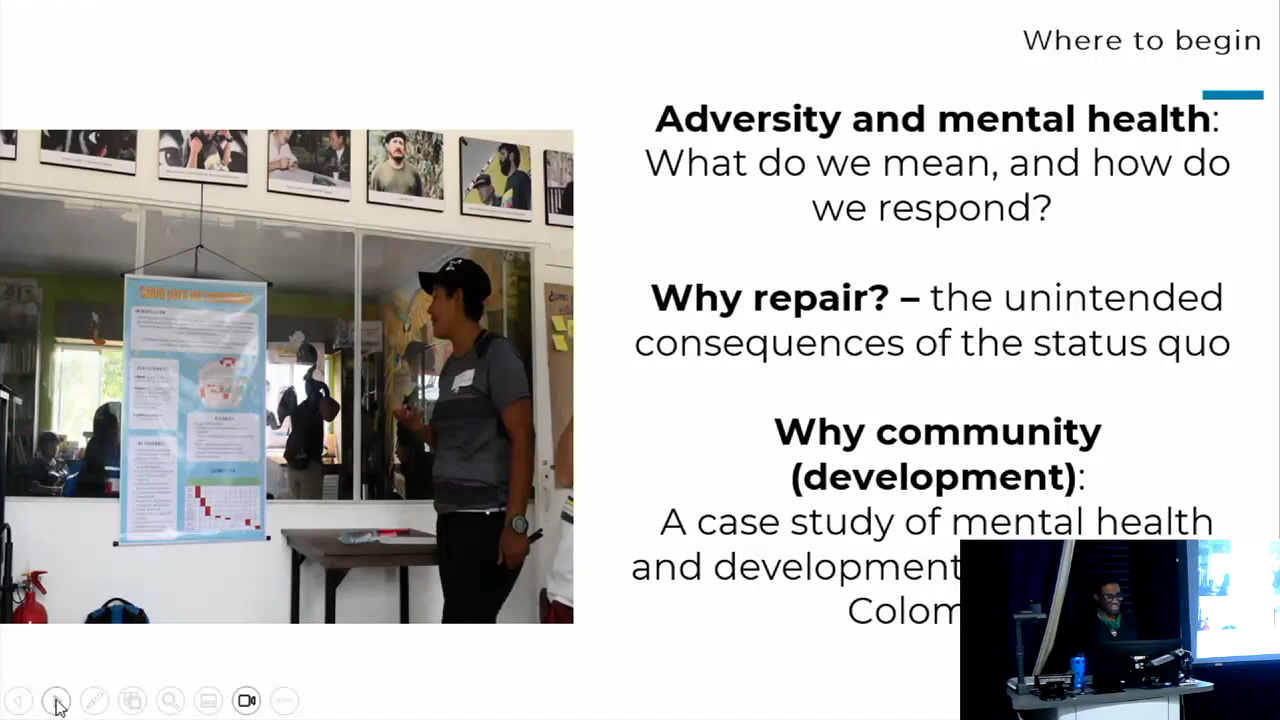 Where to begin
Adversity and mental health:
What do we mean, and how do
we respond?
Why repair? – the unintended
consequences of the status quo
Why community
(development):
A case study of mental health
and development